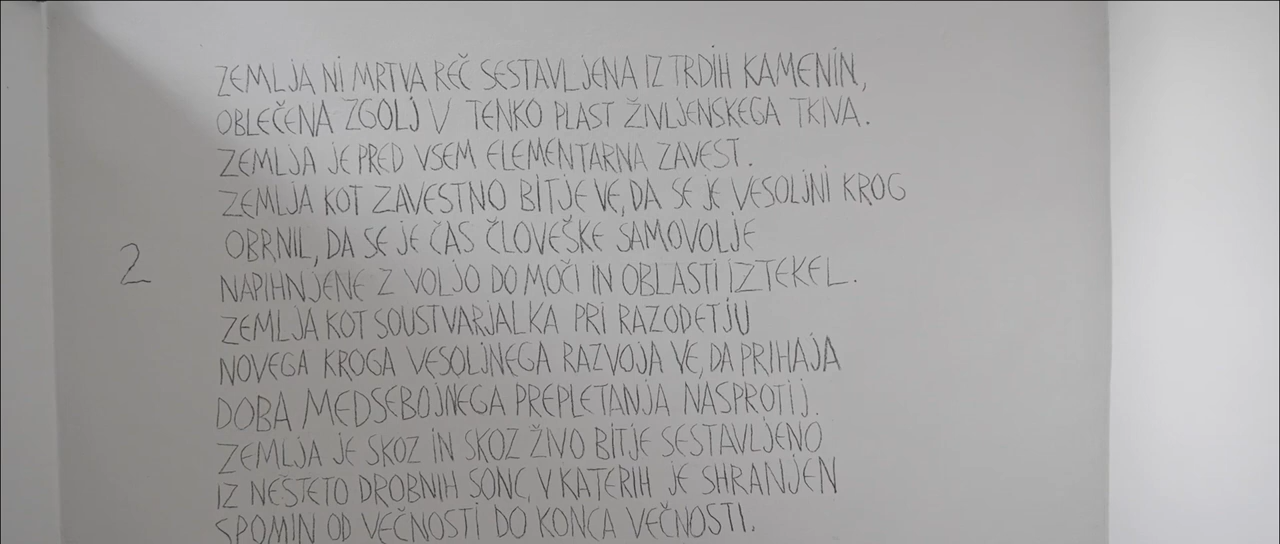 ZEMLJA NI MRTVA REČ SESTAVLJENA IZ TRDIH KAMENIN,
OBLEČENA ZGOLJ V TENKO PLAST ŽIVLJENSKEGA TKIVA.
ZEMLJA JE PRED VSEM ELEMENTARNA ZAVEST.
ZEMLJA KOT ZAVESTNO BITJE VE, DA SE JE VESOLJNI KROG
OBRNIL, DA SE JE ČAS ČLOVEŠKE SAMOVOLJE
2
NAPIHNJENE Z VOLJO DO MOČI IN OBLASTI IZTEKEL.
ZEMLJA KOT SOUSTVARJALKA PRI RAZODETJU
NOVEGA KROGA VESOLJNEGA RAZVOJA VE, DA PRIHAJA
DOBA MEDSEBOJNEGA PREPLETANJA NASPROTIJ.
ZEMLJA JE SKOZ IN SKOZ ŽIVO BITJE SESTAVLJENO
IZ NEŠTETO DROBNIH SONC, V KATERIH JE SHRANJEN
SPOMIN OD VEČNOSTI DO KONCA VEČNOSTI.